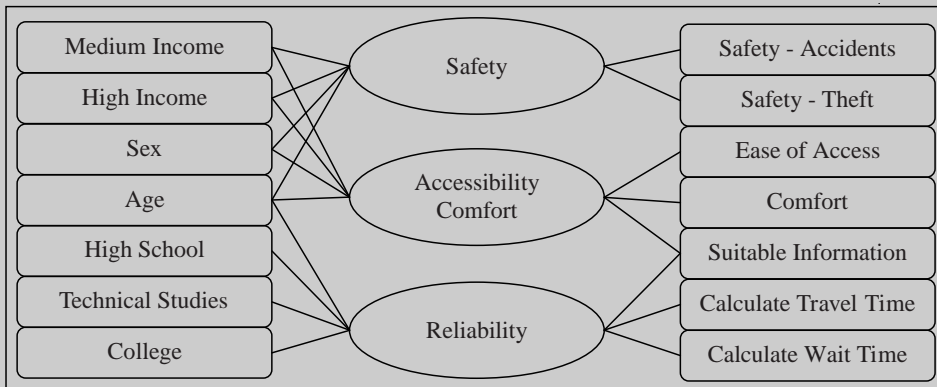 Medium Income
High Income
Sex
Age
High School
Technical Studies
College
Safety
Accessibility
Comfort
Reliability
Safety - Accidents
Safety - Theft
Ease of Access
Comfort
Suitable Information
Calculate Travel Time
Calculate Wait Time